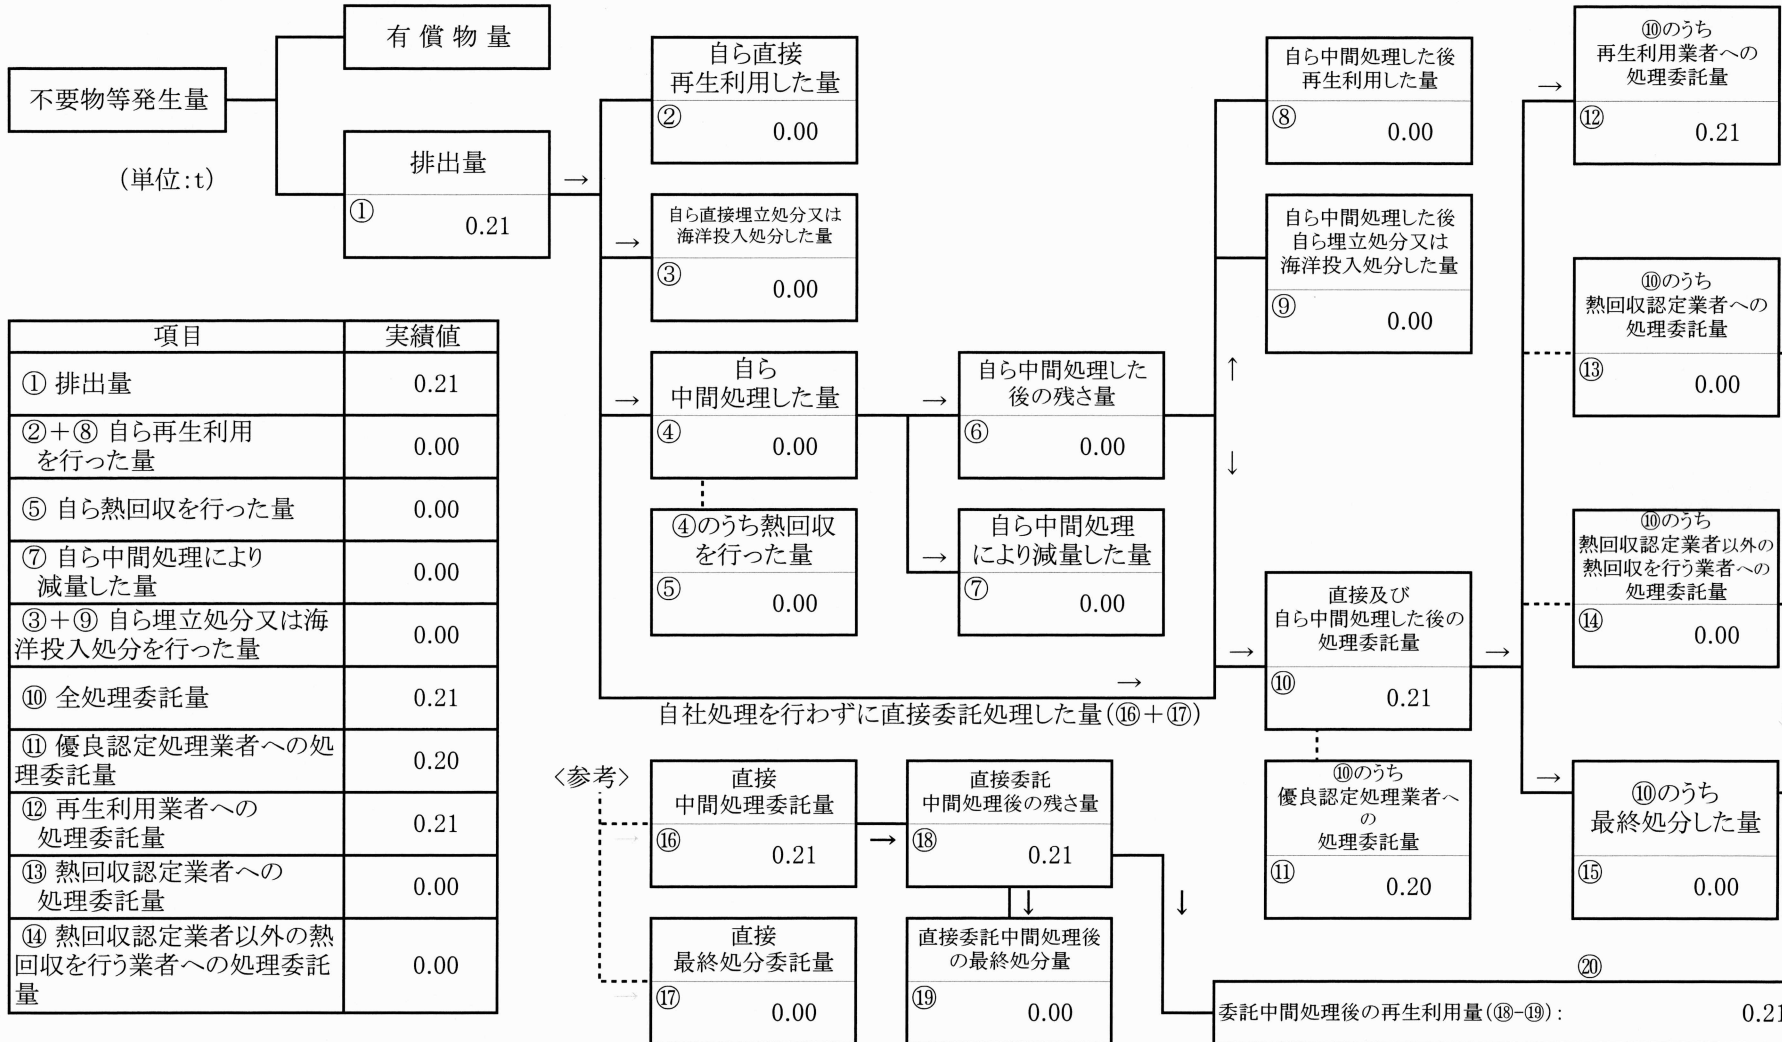 不要物等発生量
有償物量
(単位:t)
排出量
①
0.21
→
自ら直接
再生利用した量
②
0.00
→
自ら直接埋立処分又は
海洋投入処分した量
③
0.00
→
自ら
中間処理した量
④
0.00
④のうち熱回収
を行った量
⑤
0.00
→
自ら中間処理した
後の残さ量
⑥
0.00
→
自ら中間処理
により減量した量
⑦
0.00
↑
↓
自ら中間処理した後
再生利用した量
⑧
0.00
自ら中間処理した後
自ら埋立処分又は
海洋投入処分した量
⑨
0.00
→
自社処理を行わずに直接委託処理した量(⑯+⑰)
→
直接及び
自ら中間処理した後の
処理委託量
⑩
0.21
⑩のうち
優良認定処理業者へ
の
処理委託量
⑪
0.20
→
→
⑩のうち
再生利用業者への
処理委託量
⑫
0.21
⑩のうち
熱回収認定業者への
処理委託量
⑬
0.00
⑩のうち
熱回収認定業者以外の
熱回収を行う業者への
処理委託量
⑭
0.00
→
⑩のうち
最終処分した量
⑮
0.00
項目 実績値
① 排出量 0.21
②+⑧ 自ら再生利用
を行った量 0.00
⑤ 自ら熱回収を行った量 0.00
⑦ 自ら中間処理により
減量した量 0.00
③+⑨ 自ら埋立処分又は海
洋投入処分を行った量 0.00
⑩ 全処理委託量 0.21
⑪ 優良認定処理業者への処
理委託量 0.20
⑫ 再生利用業者への
処理委託量 0.21
⑬ 熱回収認定業者への
処理委託量 0.00
⑭ 熱回収認定業者以外の熱
回収を行う業者への処理委託
量 0.00
<参考>
→
直接
中間処理委託量
⑯
0.21
→
直接委託
中間処理後の残さ量
⑱
0.21
→
直接
最終処分委託量
⑰
0.00
↓
直接委託中間処理後
の最終処分量
⑲
0.00
↓
⑳
委託中間処理後の再生利用量(⑱-⑲): 0.21